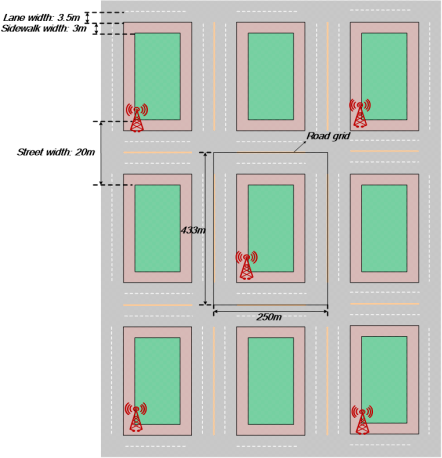 Lane width: 3.5m
Sidewalk width: 3m
Road grid
Street width: 20m
433m
250m